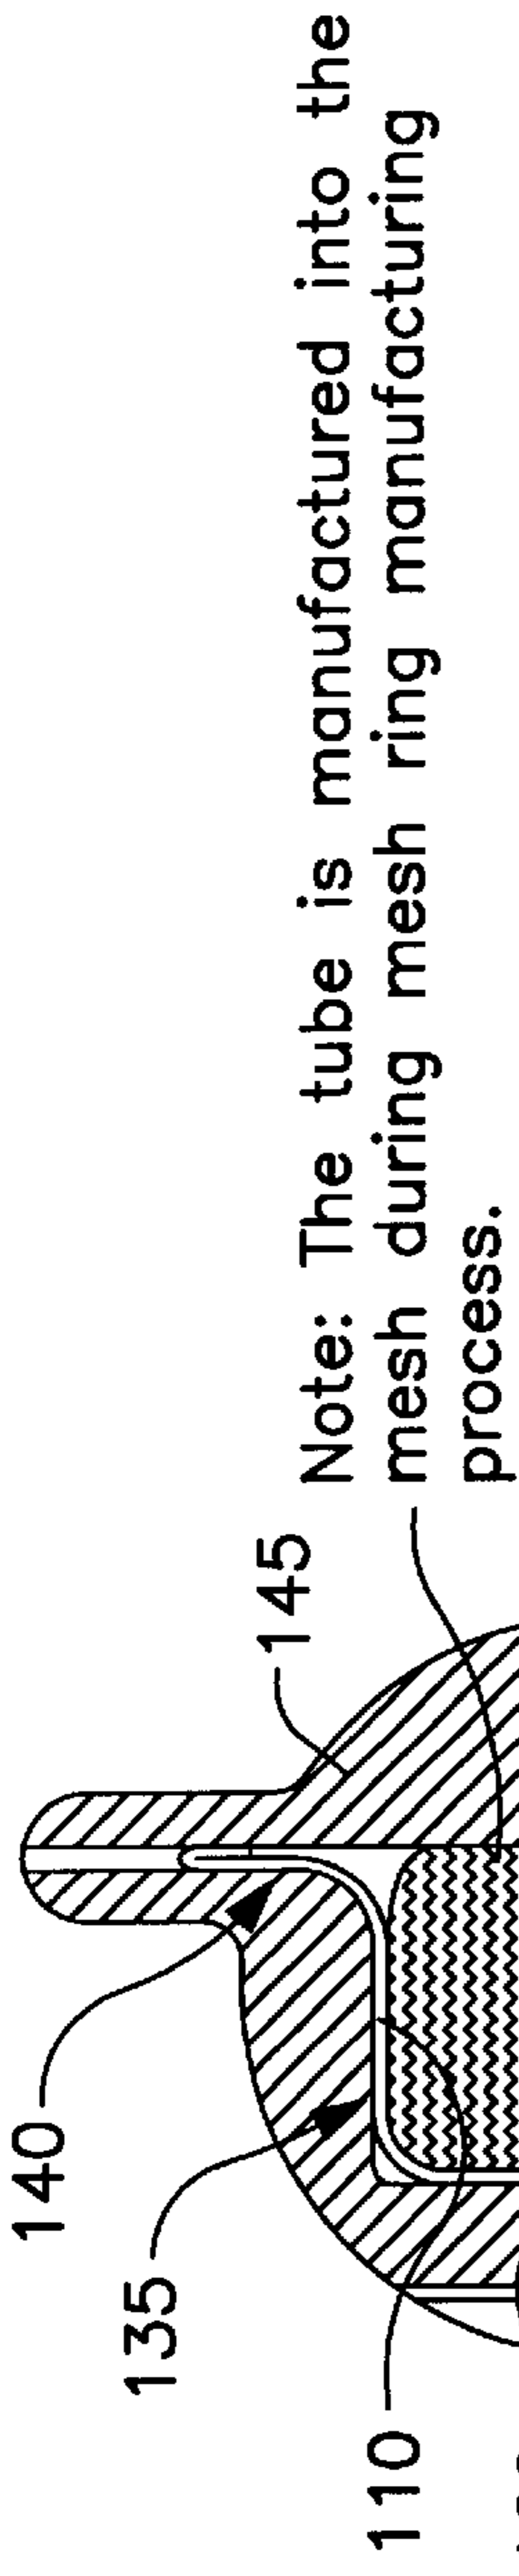 140
135
110
145
Note: The tube is manufactured into the
mesh during mesh ring manufacturing
process.